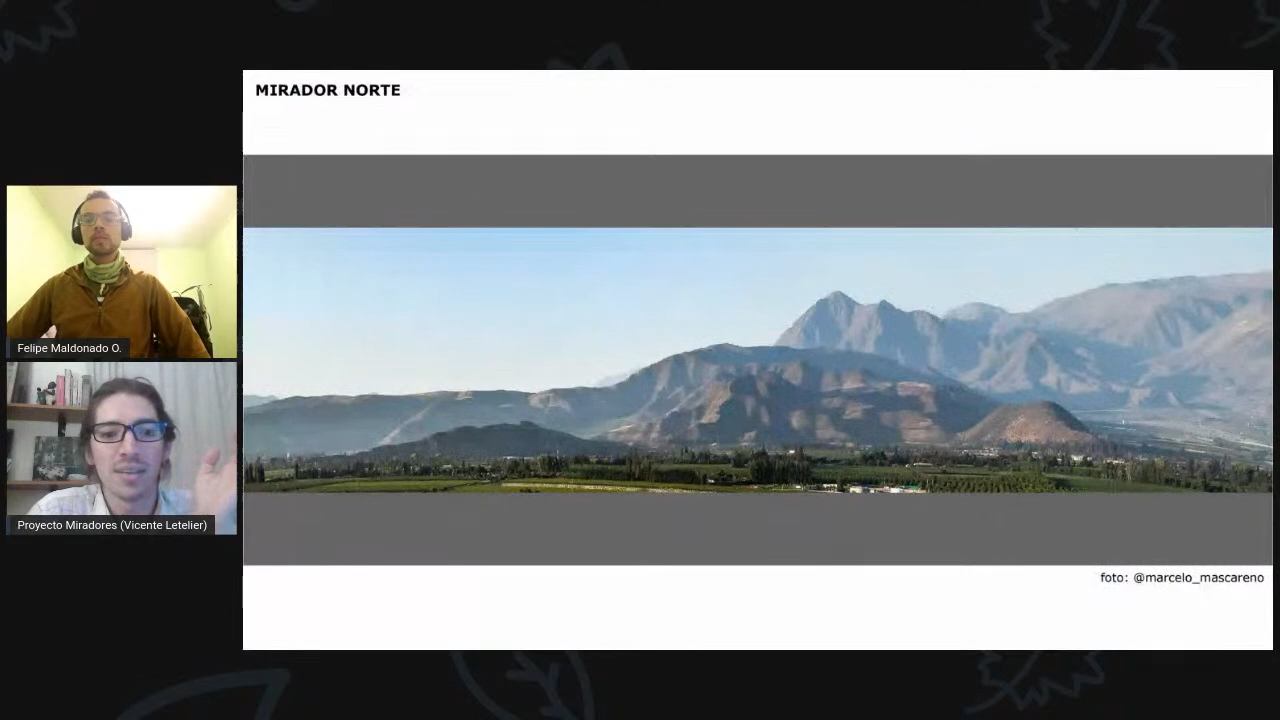 MIRADOR NORTE
Felipe Maldonado O.
Proyecto Miradores (Vicente Letelier)
foto: @marcelo_mascareno